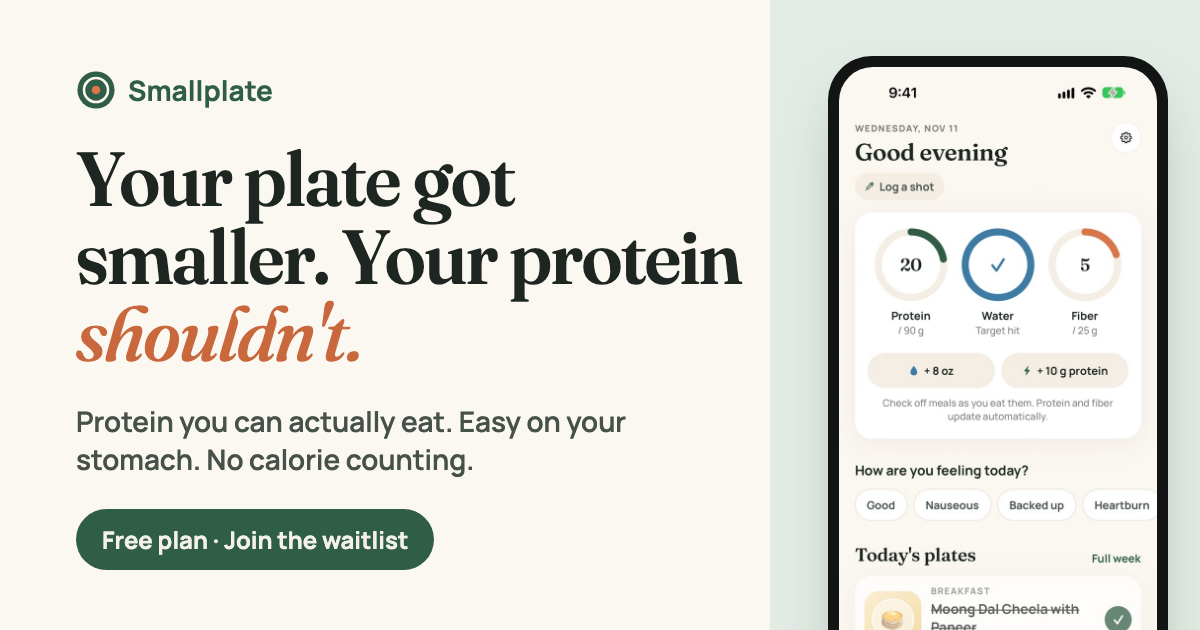 Smallplate
Your plate got
smaller. Your protein
shouldn't.
Protein you can actually eat. Easy on your
stomach. No calorie counting.
Free plan · Join the waitlist
9:41
WEDNESDAY, NOV 11
Good evening
Log a shot
20
5
Protein
Water
Fiber
/ 90 g
Target hit
/ 25 g
+ 8 oz
+ 10 g protein
Check off meals as you eat them. Protein and fiber
update automatically.
How are you feeling today?
Good
Nauseous
Backed up
Heartburn
Today's plates
Full week
BREAKFAST
Moong Dal Cheela with
Paneer